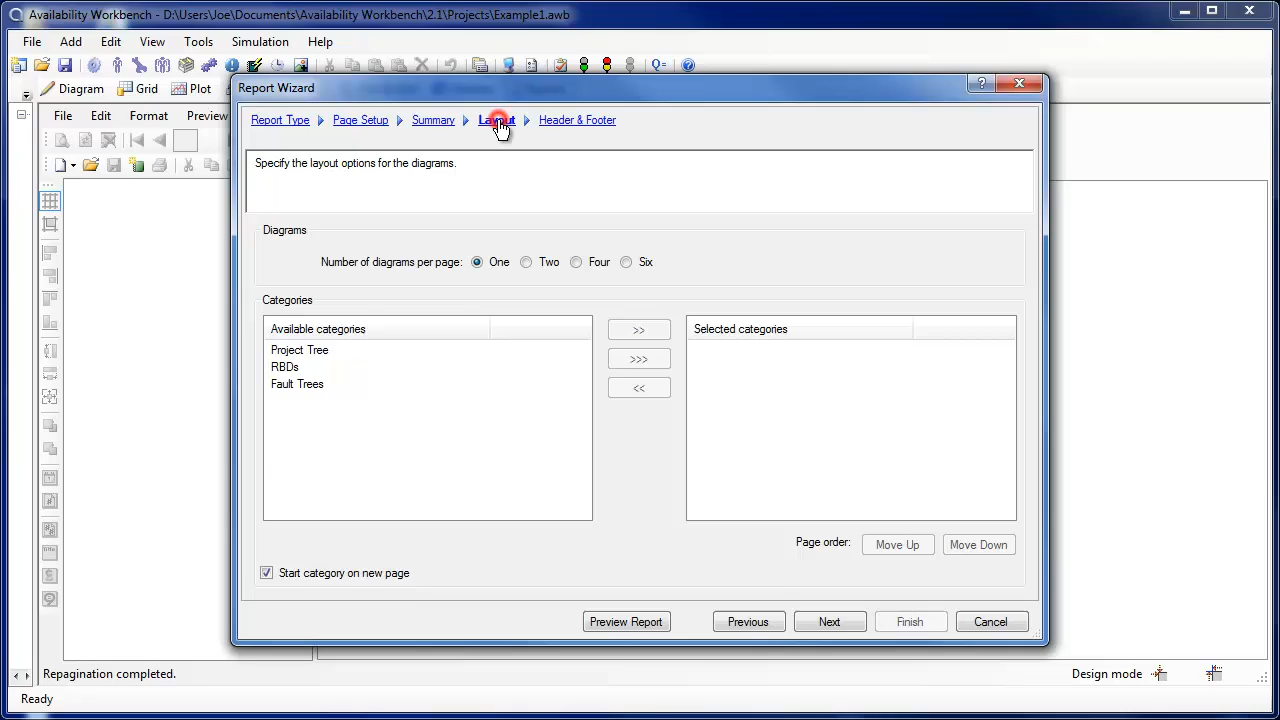 Availability Workbench - D:\Users\Joe\Documents\Availability Workbench\2.1\Projects\Example1.awb
File Add Edit View Tools Simulation Help
Diagram Grid Plot
Report Wizard
File Edit Format Preview
Report Type Page Setup Summary Layout Header & Footer
Specify the layout options for the diagrams.
Diagrams
Number of diagrams per page: One Two Four Six
Categories
Available categories >> Selected categories
Project Tree >>>
RBDs
Fault Trees <<
Page order: Move Up Move Down
Start category on new page
Preview Report Previous Next Finish Cancel
Repagination completed. Design mode
Ready